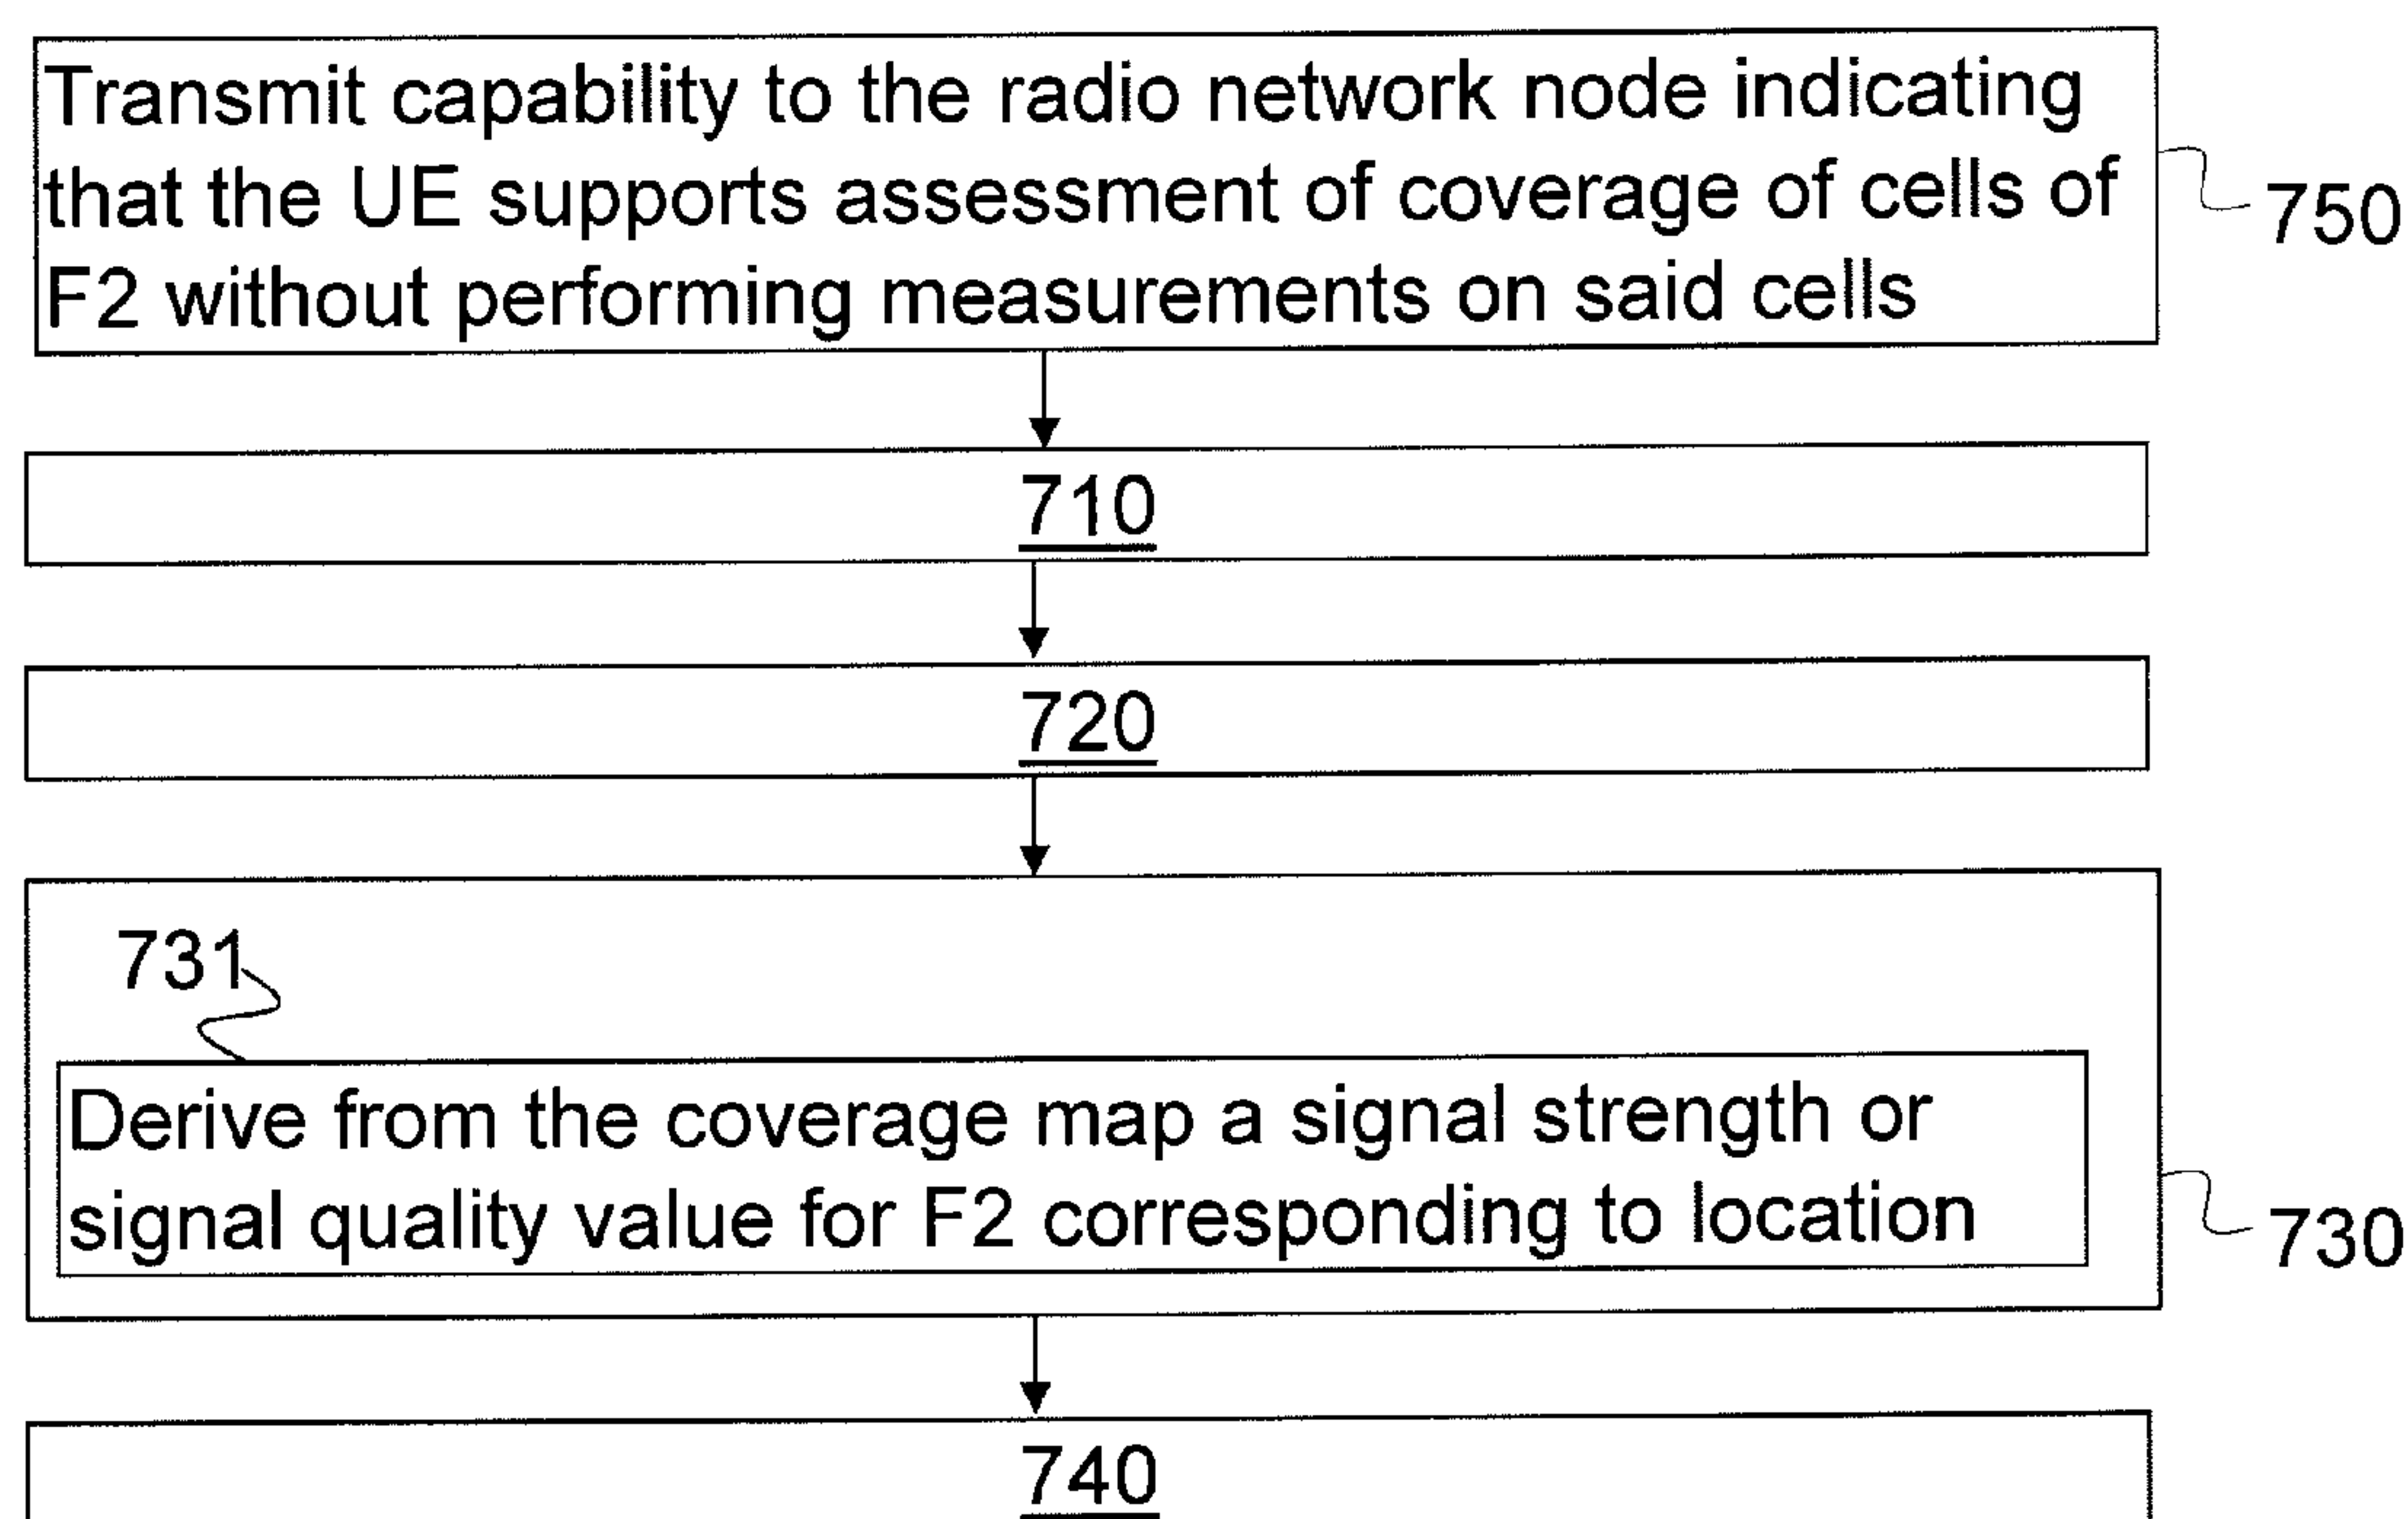 Transmit capability to the radio network node indicating
that the UE supports assessment of coverage of cells of
F2 without performing measurements on said cells
750
710
720
731
Derive from the coverage map a signal strength or
signal quality value for F2 corresponding to location
730
740